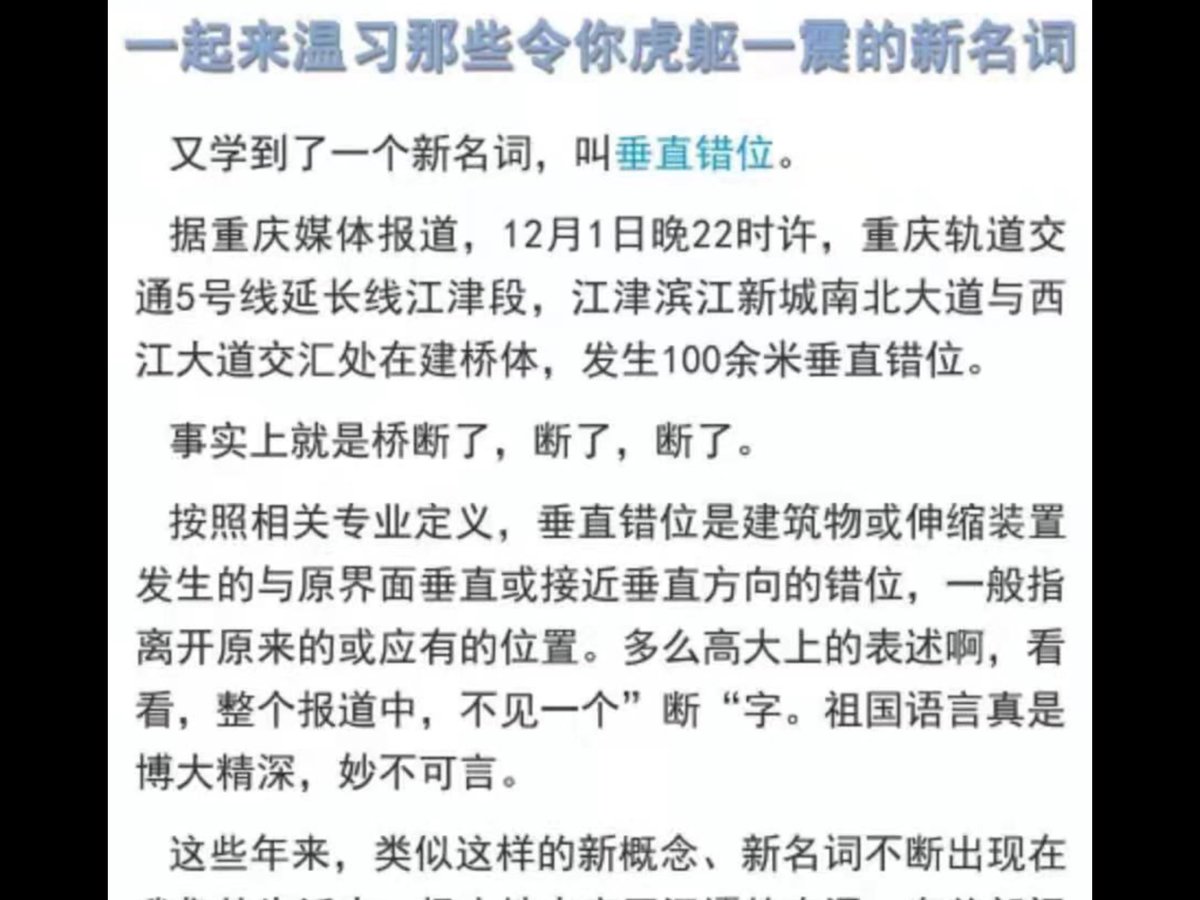 一起来温习那些令你虎躯一震的新名词
又学到了一个新名词，叫垂直错位。
据重庆媒体报道，12月1日晚22时许，重庆轨道交
通5号线延长线江津段，江津滨江新城南北大道与西
江大道交汇处在建桥体，发生100余米垂直错位。
事实上就是桥断了，断了，断了。
按照相关专业定义，垂直错位是建筑物或伸缩装置
发生的与原界面垂直或接近垂直方向的错位，一般指
离开原来的或应有的位置。多么高大上的表述啊，看
看，整个报道中，不见一个”断“字。祖国语言真是
博大精深，妙不可言。
这些年来，类似这样的新概念、新名词不断出现在